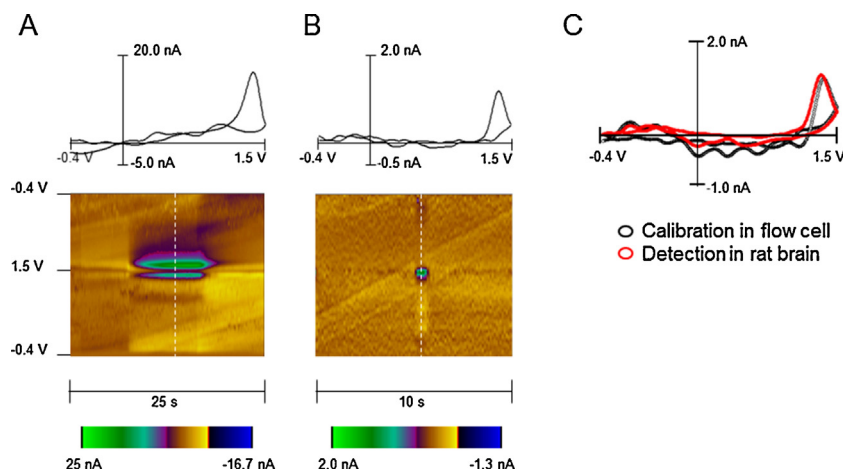 A
B
C
20.0 nA
-0.4 V
-5.0 nA
1.5 V
2.0 nA
-0.4 V
-0.5 nA
1.5 V
2.0 nA
-0.4 V
1.5 V
-1.0 nA
Calibration in flow cell
Detection in rat brain
-0.4 V
1.5 V
-0.4 V
25 s
10 s
25 nA
-16.7 nA
2.0 nA
-1.3 nA